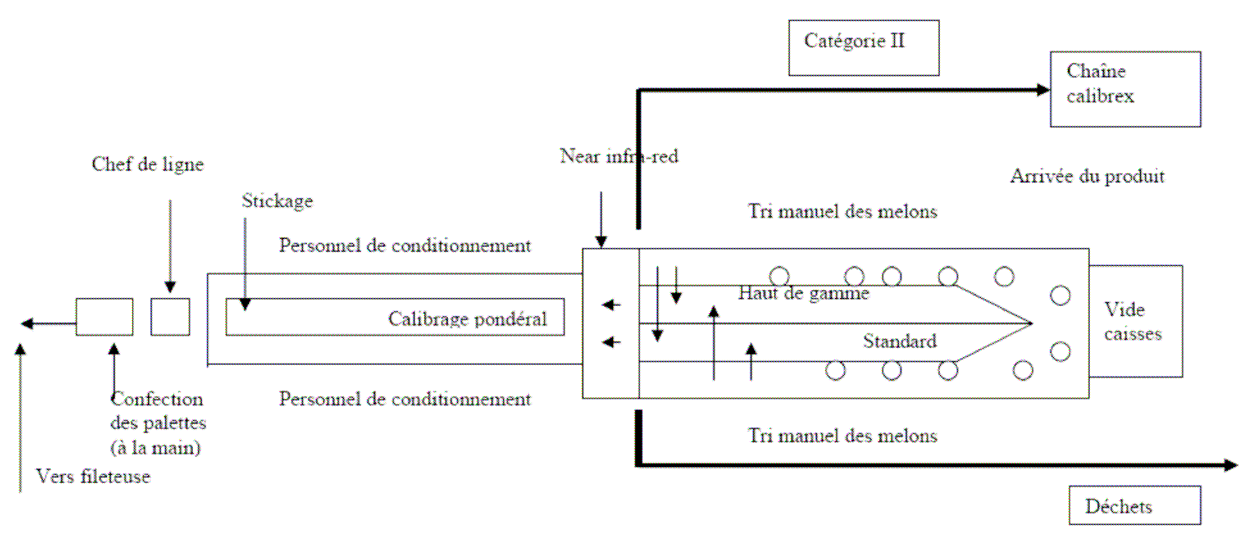 Catégorie II
Chaîne
calibrex
Near infra-red
Chef de ligne
Arrivée du produit
Stickage
Tri manuel des melons
Personnel de conditionnement
Haut de gamme
Vide
caisses
Calibrage pondéral
Standard
Confection
des palettes
(à la main)
Personnel de conditionnement
Tri manuel des melons
Vers fileteuse
Déchets